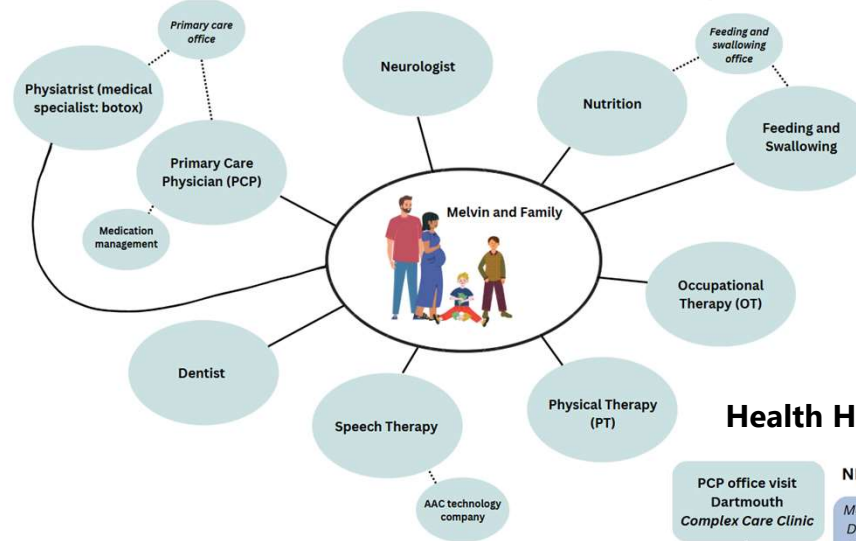 Primary care
office
Physiatrist (medical
specialist: botox)
Primary Care
Physician (PCP)
Medication
management
Neurologist
Feeding and
swallowing
office
Nutrition
Feeding and
Swallowing
Melvin and Family
Occupational
Therapy (OT)
Dentist
Speech Therapy
Physical Therapy
(PT)
AAC technology
company
Health H
PCP office visit
Dartmouth
Complex Care Clinic